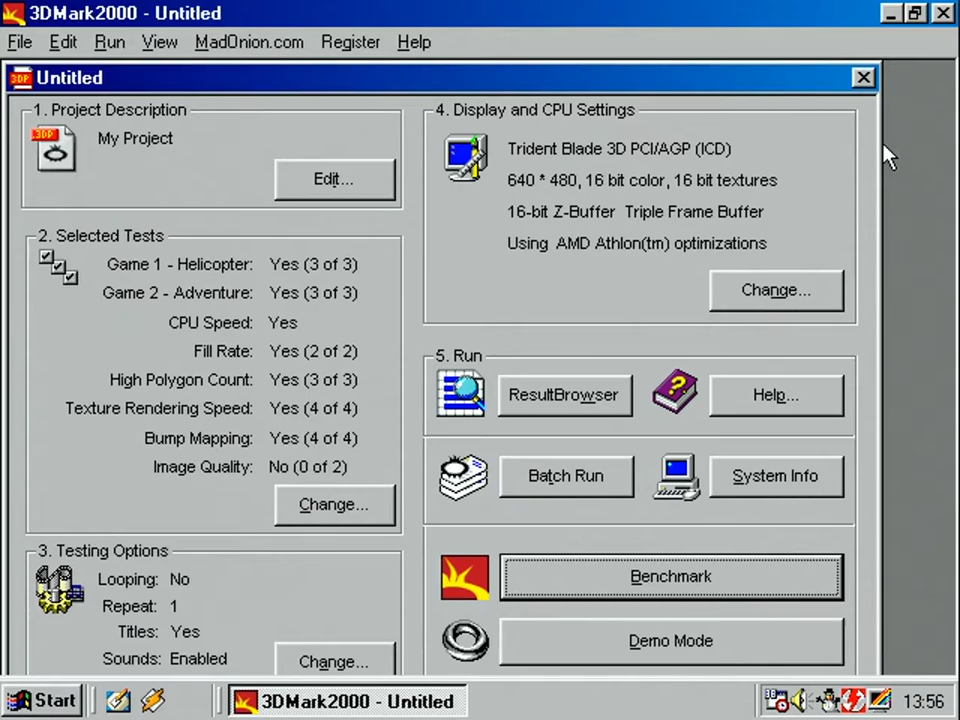 3DMark2000 - Untitled
File Edit Run View MadOnion.com Register Help
3DP Untitled
1. Project Description
3DP
My Project
Edit...
2. Selected Tests
Game 1 - Helicopter: Yes (3 of 3)
Game 2 - Adventure: Yes (3 of 3)
CPU Speed: Yes
Fill Rate: Yes (2 of 2)
High Polygon Count: Yes (3 of 3)
Texture Rendering Speed: Yes (4 of 4)
Bump Mapping: Yes (4 of 4)
Image Quality: No (0 of 2)
Change...
3. Testing Options
Looping: No
Repeat: 1
Titles: Yes
Sounds: Enabled
Change...
4. Display and CPU Settings
Trident Blade 3D PCI/AGP (ICD)
640 * 480, 16 bit color, 16 bit textures
16-bit Z-Buffer Triple Frame Buffer
Using AMD Athlon(tm) optimizations
Change...
5. Run
ResultBrowser
Help...
Batch Run
System Info
Benchmark
Demo Mode
Start
3DMark2000 - Untitled
13:56